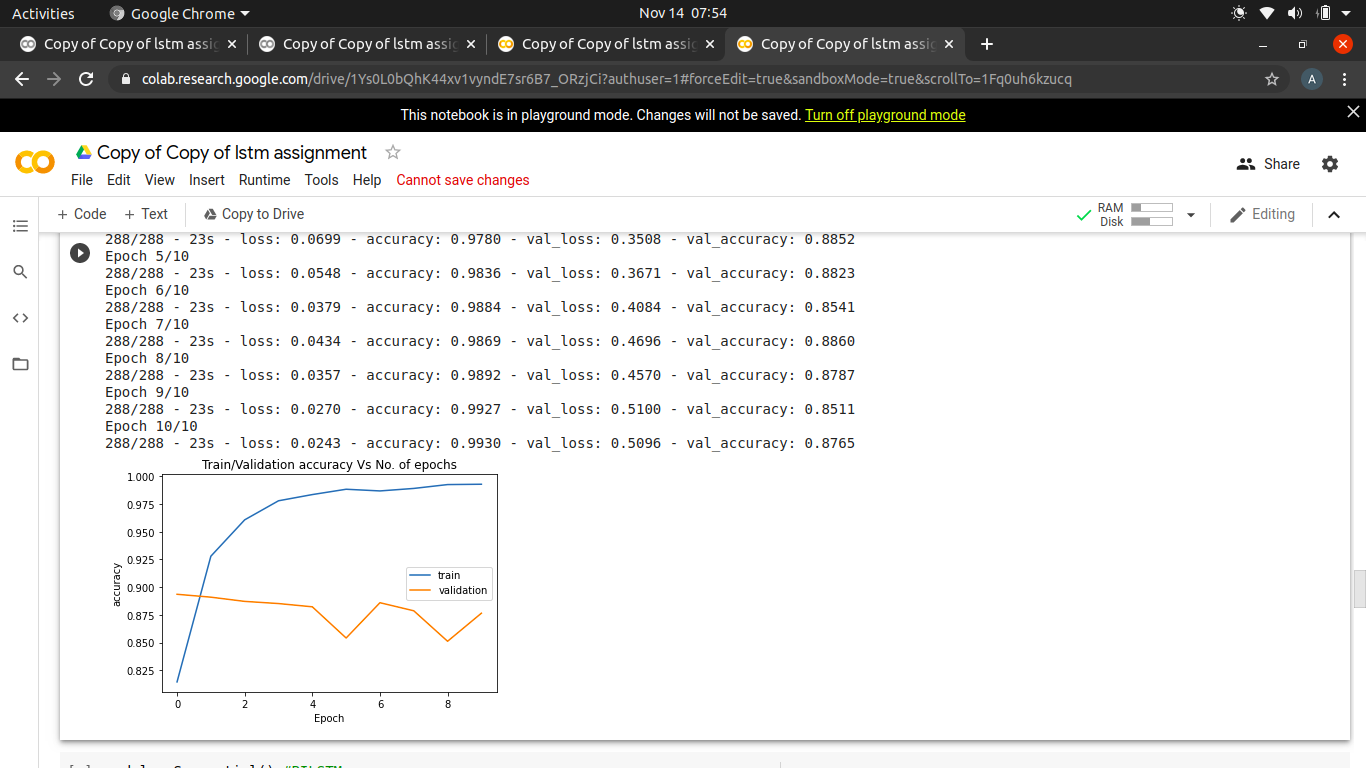 Activities Google Chrome Nov 14 07:54
Copy of Copy of lstm assig Copy of Copy of lstm assig Copy of Copy of lstm assig Copy of Copy of lstm assig
colab.research.google.com/drive/1Ys0L0bQhK44xv1vyndE7sr6B7_ORzjCi?authuser=1#forceEdit=true&sandboxMode=true&scrollTo=1Fq0uh6kzucq A
This notebook is in playground mode. Changes will not be saved. Turn off playground mode
Copy of Copy of lstm assignment
Share
File Edit View Insert Runtime Tools Help Cannot save changes
+ Code + Text Copy to Drive RAM Disk Editing
288/288 - 23s - loss: 0.0699 - accuracy: 0.9780 - val_loss: 0.3508 - val_accuracy: 0.8852
Epoch 5/10
288/288 - 23s - loss: 0.0548 - accuracy: 0.9836 - val_loss: 0.3671 - val_accuracy: 0.8823
Epoch 6/10
288/288 - 23s - loss: 0.0379 - accuracy: 0.9884 - val_loss: 0.4084 - val_accuracy: 0.8541
Epoch 7/10
288/288 - 23s - loss: 0.0434 - accuracy: 0.9869 - val_loss: 0.4696 - val_accuracy: 0.8860
Epoch 8/10
288/288 - 23s - loss: 0.0357 - accuracy: 0.9892 - val_loss: 0.4570 - val_accuracy: 0.8787
Epoch 9/10
288/288 - 23s - loss: 0.0270 - accuracy: 0.9927 - val_loss: 0.5100 - val_accuracy: 0.8511
Epoch 10/10
288/288 - 23s - loss: 0.0243 - accuracy: 0.9930 - val_loss: 0.5096 - val_accuracy: 0.8765
Train/Validation accuracy Vs No. of epochs
1.000
0.975
0.950
0.925
0.900
0.875
0.850
0.825
accuracy
train
validation
0 2 4 6 8
Epoch